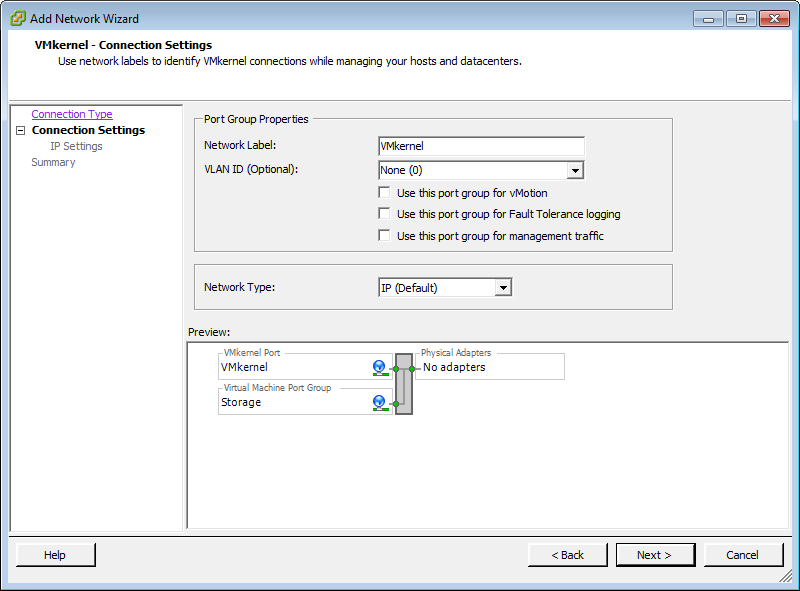 Add Network Wizard
VMkernel - Connection Settings
Use network labels to identify VMkernel connections while managing your hosts and datacenters.
Connection Type
Connection Settings
IP Settings
Summary
Port Group Properties
Network Label:
VMkernel
VLAN ID (Optional):
None (0)
Use this port group for vMotion
Use this port group for Fault Tolerance logging
Use this port group for management traffic
Network Type:
IP (Default)
Preview:
VMkernel Port
VMkernel
Physical Adapters
No adapters
Virtual Machine Port Group
Storage
Help
< Back
Next >
Cancel